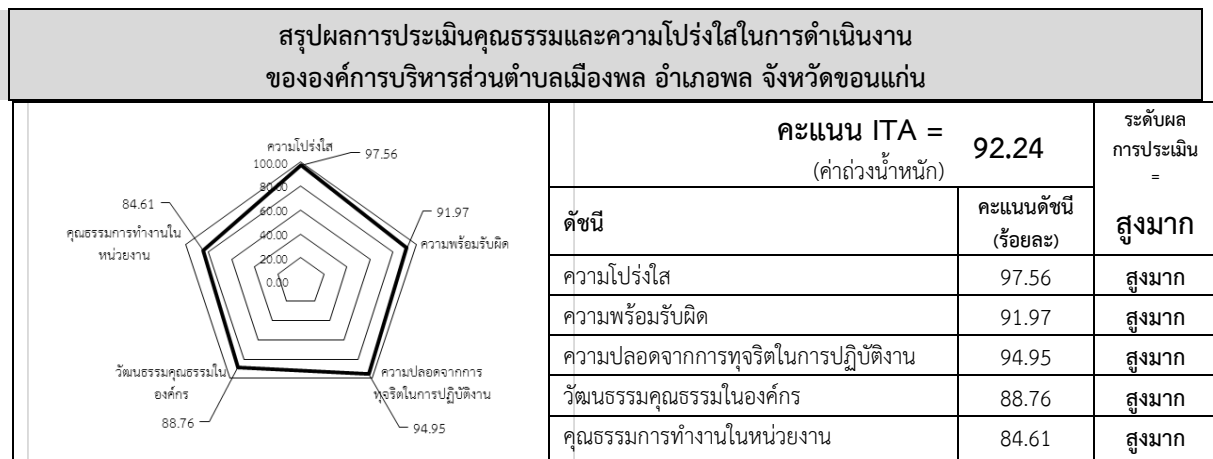 สรุปผลการประเมินคุณธรรมและความโปร่งใสในการดำเนินงาน
ขององค์การบริหารส่วนตำบลเมืองพล อำเภอพล จังหวัดขอนแก่น
ความโปร่งใส
97.56
100.00
80.00
60.00
40.00
20.00
0.00
91.97
ความพร้อมรับผิด
84.61
คุณธรรมการทำงานใน
หน่วยงาน
วัฒนธรรมคุณธรรมใน
องค์กร
88.76
ความปลอดจากการ
ทุจริตในการปฏิบัติงาน
94.95
คะแนน ITA =
(ค่าถ่วงน้ำหนัก)
92.24
ระดับผล
การประเมิน
=
สูงมาก
ดัชนี
คะแนนดัชนี
(ร้อยละ)
ความโปร่งใส 97.56 สูงมาก
ความพร้อมรับผิด 91.97 สูงมาก
ความปลอดจากการทุจริตในการปฏิบัติงาน 94.95 สูงมาก
วัฒนธรรมคุณธรรมในองค์กร 88.76 สูงมาก
คุณธรรมการทำงานในหน่วยงาน 84.61 สูงมาก